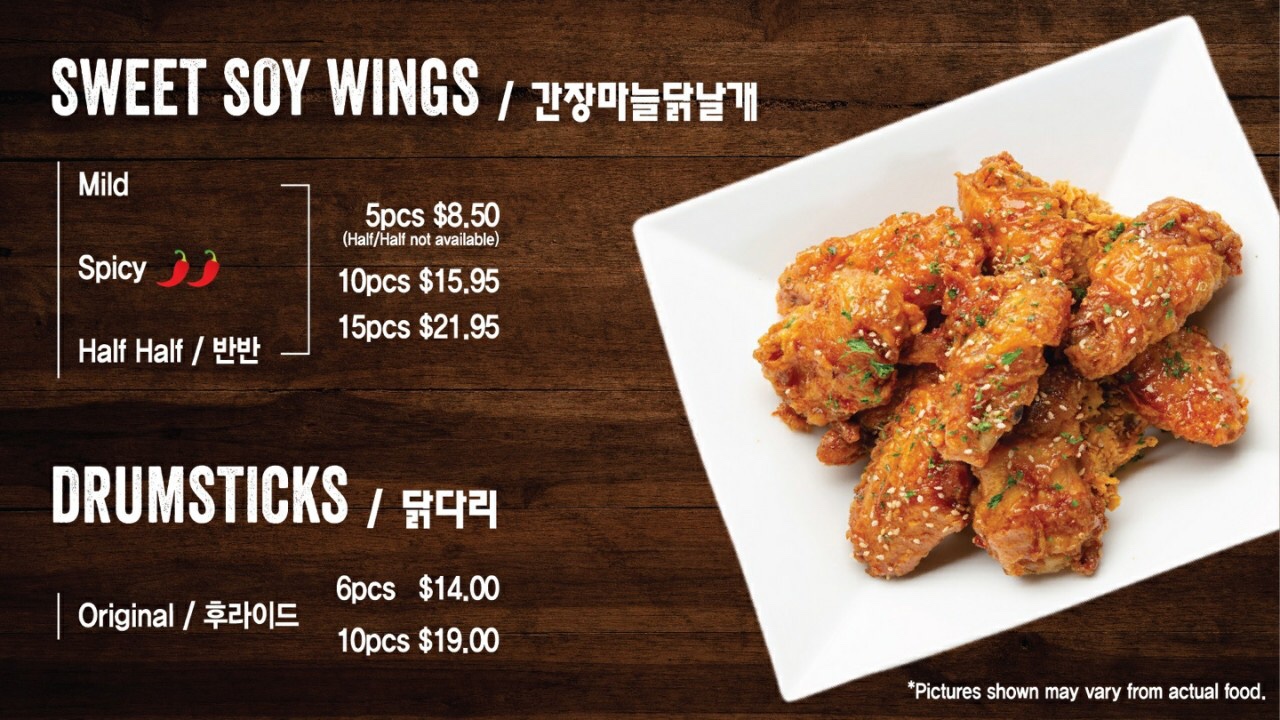 SWEET SOY WINGS / 간장마늘닭날개
Mild
Spicy
Half Half / 반반
5pcs $8.50
(Half/Half not available)
10pcs $15.95
15pcs $21.95
DRUMSTICKS / 닭다리
Original / 후라이드
6pcs $14.00
10pcs $19.00
*Pictures shown may vary from actual food.